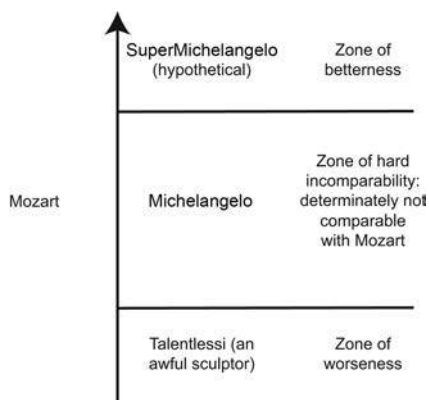 SuperMichelangelo
(hypothetical)
Zone of
betterness
Mozart
Michelangelo
Zone of hard
incomparability:
determinately not
comparable
with Mozart
Talentlessi (an
awful sculptor)
Zone of
worseness